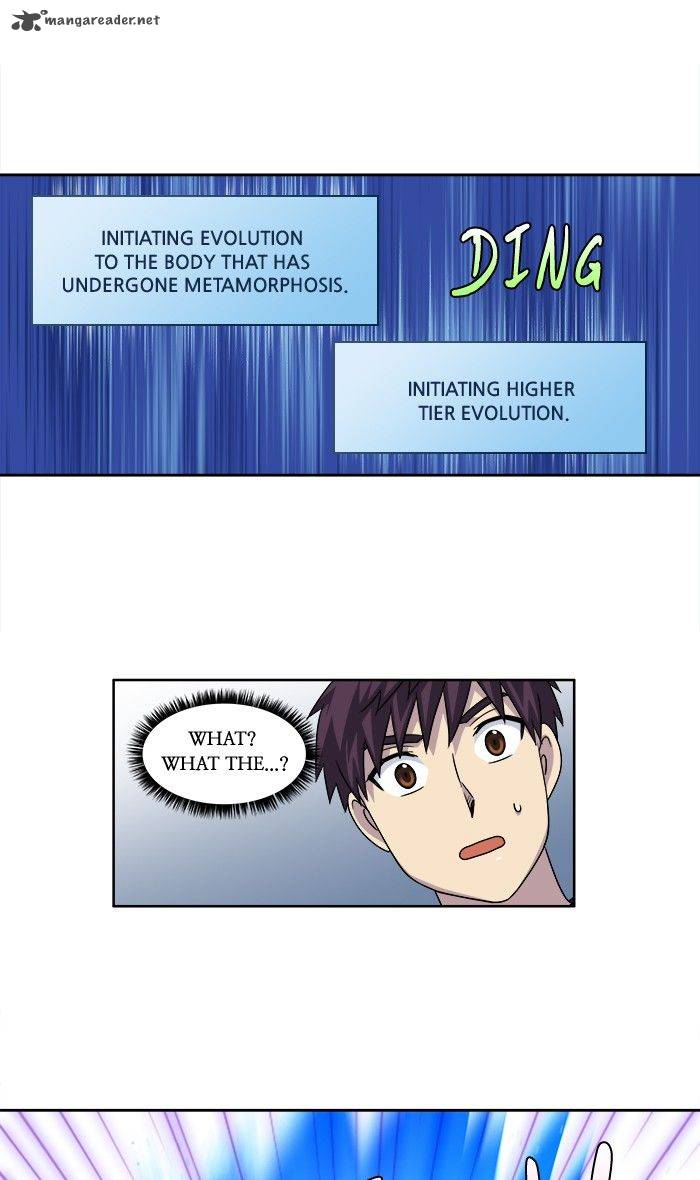 mangareader.net
INITIATING EVOLUTION
TO THE BODY THAT HAS
UNDERGONE METAMORPHOSIS.
DING
INITIATING HIGHER
TIER EVOLUTION.
WHAT?
WHAT THE...?